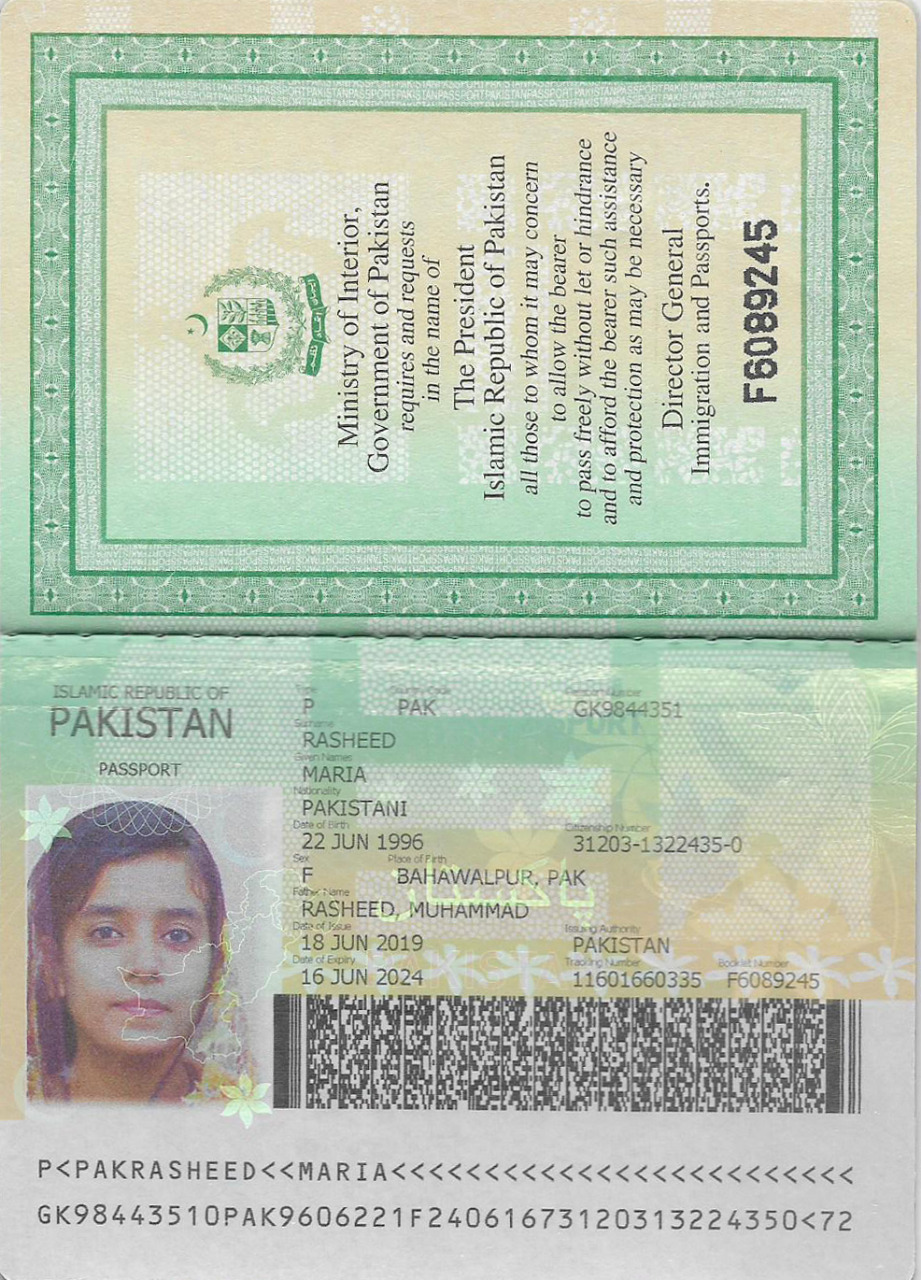 Ministry of Interior,
Government of Pakistan
requires and requests
in the name of
The President
Islamic Republic of Pakistan
all those to whom it may concern
to allow the bearer
to pass freely without let or hindrance
and to afford the bearer such assistance
and protection as may be necessary
Director General
Immigration and Passports.
F6089245
ISLAMIC REPUBLIC OF
PAKISTAN
PASSPORT
Type Country Code
P PAK GK9844351
Surname
RASHEED
Given Names
MARIA
Nationality
PAKISTANI
Date of Birth Citizenship Number
22 JUN 1996 31203-1322435-0
Sex Place of Birth
F BAHAWALPUR, PAK
پاکستان
Father Name
RASHEED, MUHAMMAD
Date of Issue Issuing Authority
18 JUN 2019 PAKISTAN
Date of Expiry Tracking Number Booklet Number
16 JUN 2024 11601660335 F6089245
P<PAKRASHEED<<MARIA<<<<<<<<<<<<<<<<<<<<<<<<<
GK98443510PAK9606221F24061673120313224350<72